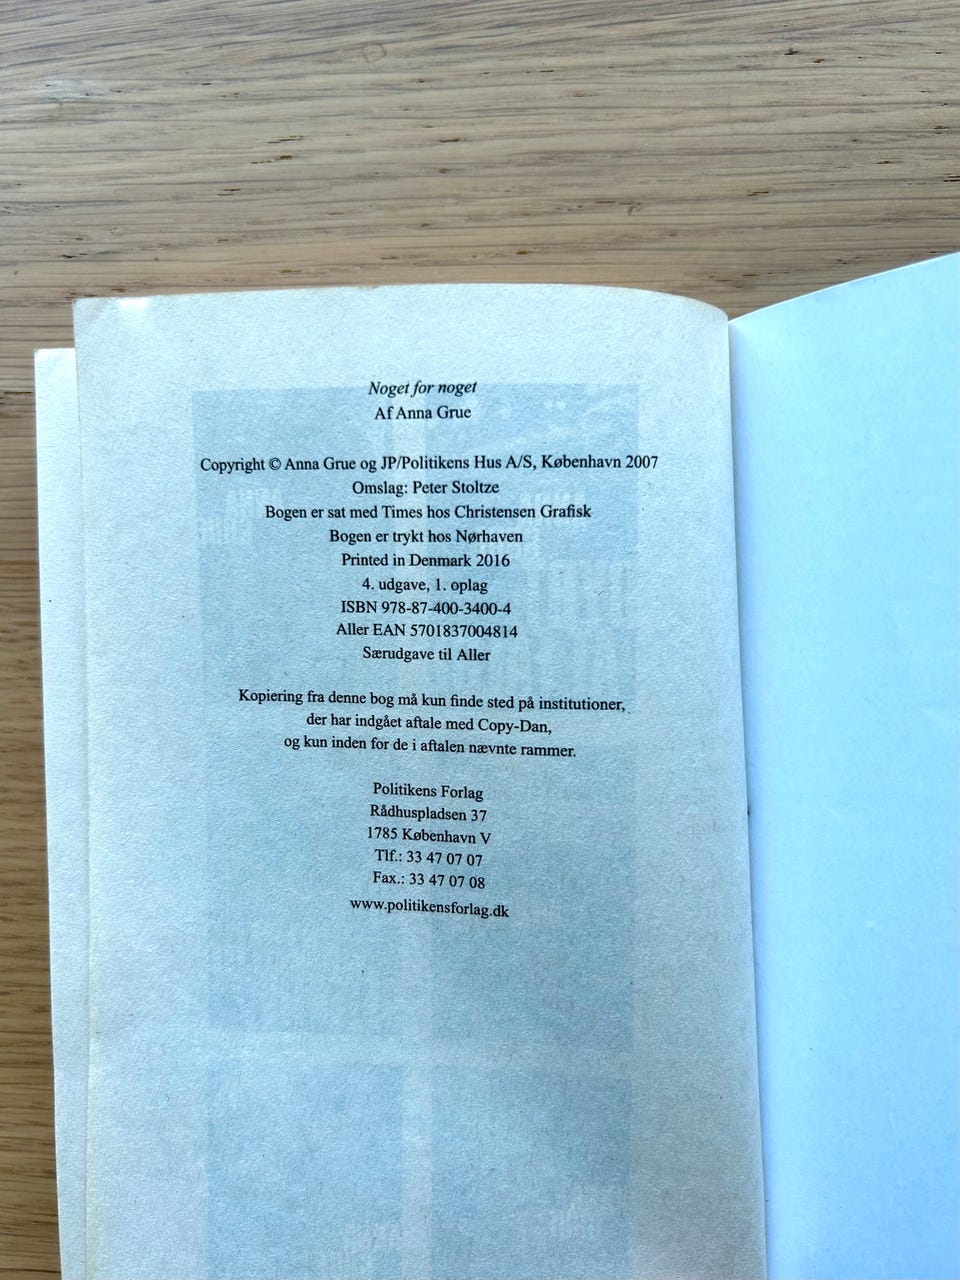 Noget for noget
Af Anna Grue
Copyright © Anna Grue og JP/Politikens Hus A/S, København 2007
Omslag: Peter Stoltze
Bogen er sat med Times hos Christensen Grafisk
Bogen er trykt hos Nørhaven
Printed in Denmark 2016
4. udgave, 1. oplag
ISBN 978-87-400-3400-4
Aller EAN 5701837004814
Særudgave til Aller
Kopiering fra denne bog må kun finde sted på institutioner,
der har indgået aftale med Copy-Dan,
og kun inden for de i aftalen nævnte rammer.
Politikens Forlag
Rådhuspladsen 37
1785 København V
Tlf.: 33 47 07 07
Fax.: 33 47 07 08
www.politikensforlag.dk